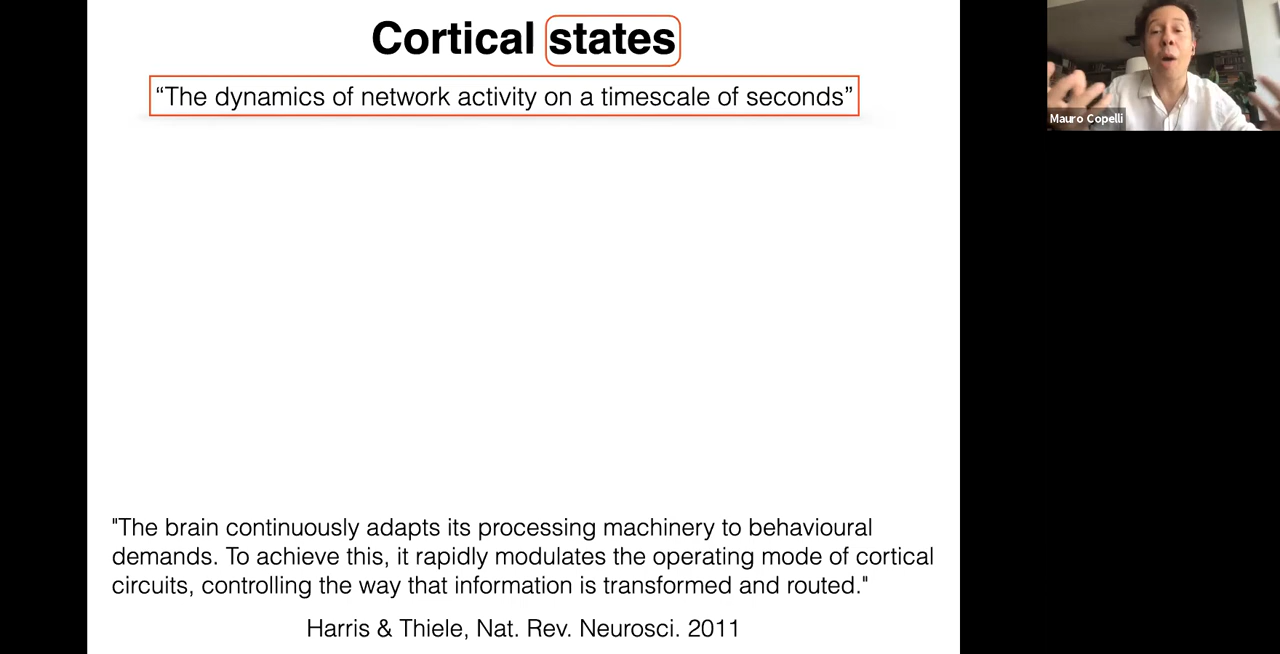 Cortical states
“The dynamics of network activity on a timescale of seconds”
Mauro Copelli
"The brain continuously adapts its processing machinery to behavioural
demands. To achieve this, it rapidly modulates the operating mode of cortical
circuits, controlling the way that information is transformed and routed."
Harris & Thiele, Nat. Rev. Neurosci. 2011